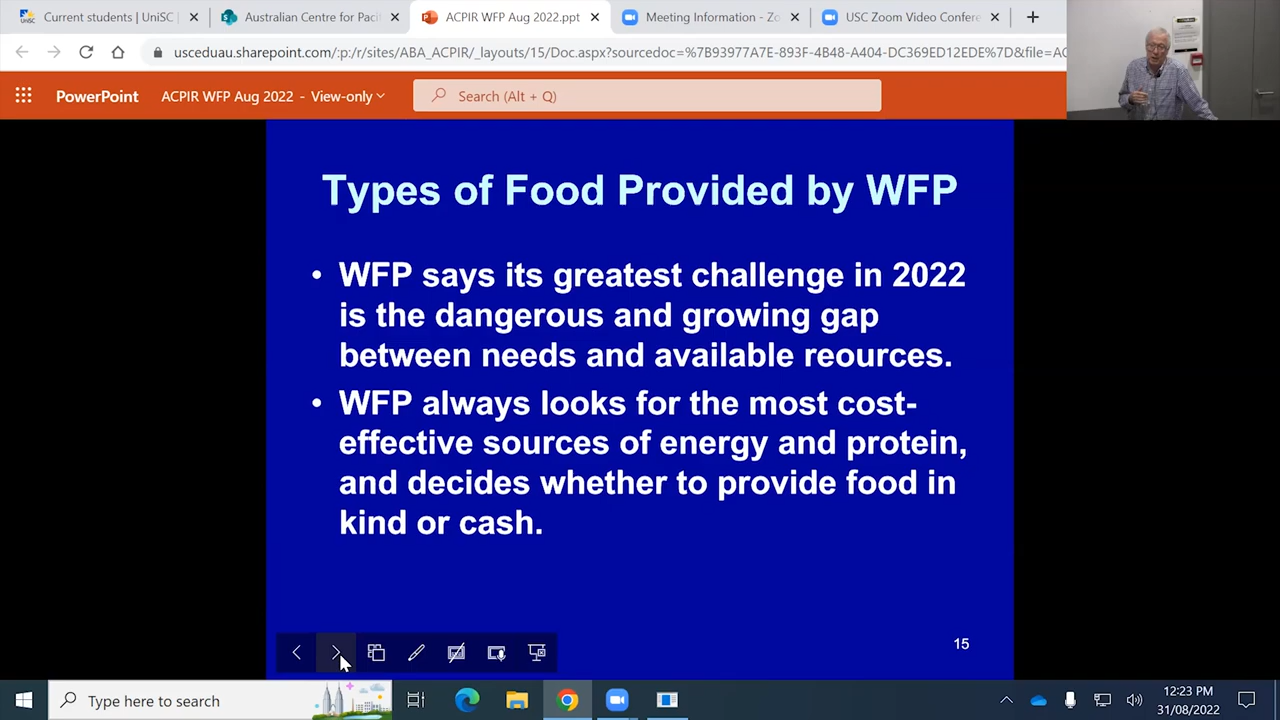 Current students | UniSC |
Australian Centre for Pacif
ACPIR WFP Aug 2022.ppt
Meeting Information - Zo
USC Zoom Video Confere
usceduau.sharepoint.com/:p:/r/sites/ABA_ACPIR/_layouts/15/Doc.aspx?sourcedoc=%7B93977A7E-893F-4B48-A404-DC369ED12EDE%7D&file=AC
PowerPoint
ACPIR WFP Aug 2022 - View-only
Search (Alt + Q)
Types of Food Provided by WFP
• WFP says its greatest challenge in 2022
is the dangerous and growing gap
between needs and available reources.
• WFP always looks for the most cost-
effective sources of energy and protein,
and decides whether to provide food in
kind or cash.
15
Type here to search
12:23 PM
31/08/2022